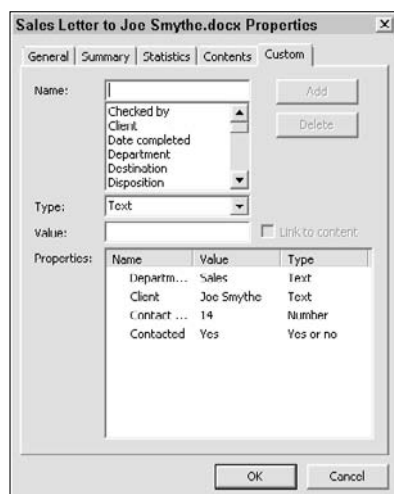 Sales Letter to Joe Smythe.docx Properties
General Summary Statistics Contents Custom
Name:
Add
Checked by
Client
Date completed
Department
Destination
Disposition
Delete
Type: Text
Value: Link to content
Properties: Name Value Type
Departm... Sales Text
Client Joe Smythe Text
Contact ... 14 Number
Contacted Yes Yes or no
OK Cancel